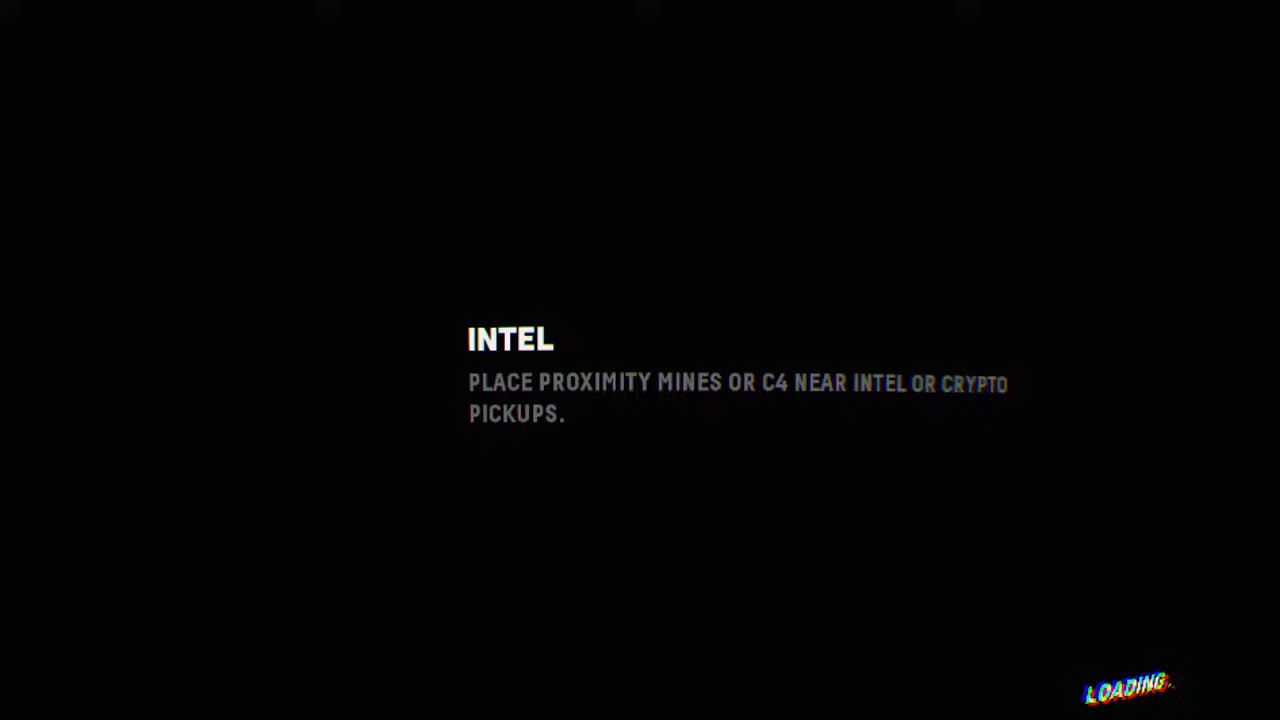 INTEL
PLACE PROXIMITY MINES OR C4 NEAR INTEL OR CRYPTO
PICKUPS.
LOADING.